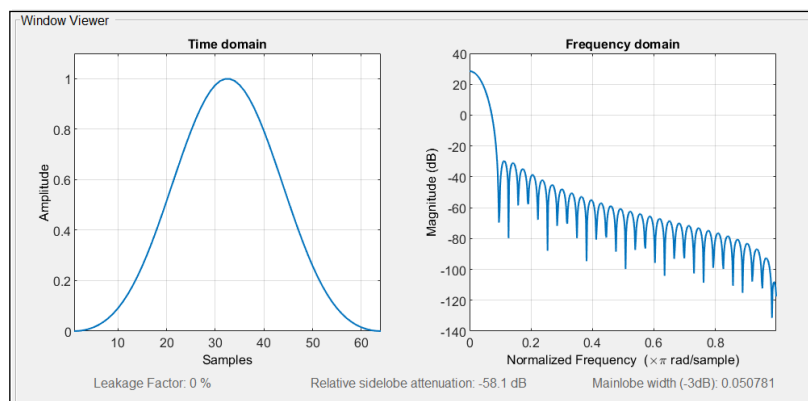 Window Viewer
Time domain
1
0.8
0.6
0.4
0.2
0
Amplitude
10 20 30 40 50 60
Samples
Frequency domain
40
20
0
-20
-40
-60
-80
-100
-120
-140
Magnitude (dB)
0 0.2 0.4 0.6 0.8
Normalized Frequency (×π rad/sample)
Leakage Factor: 0 % Relative sidelobe attenuation: -58.1 dB Mainlobe width (-3dB): 0.050781